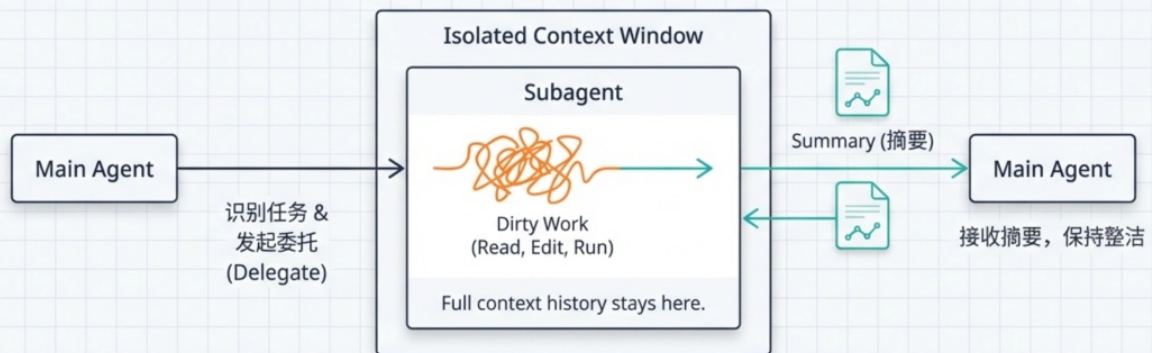 Isolated Context Window
Subagent
Main Agent
识别任务 &
发起委托
(Delegate)
Dirty Work
(Read, Edit, Run)
Full context history stays here.
Summary (摘要)
Main Agent
接收摘要，保持整洁